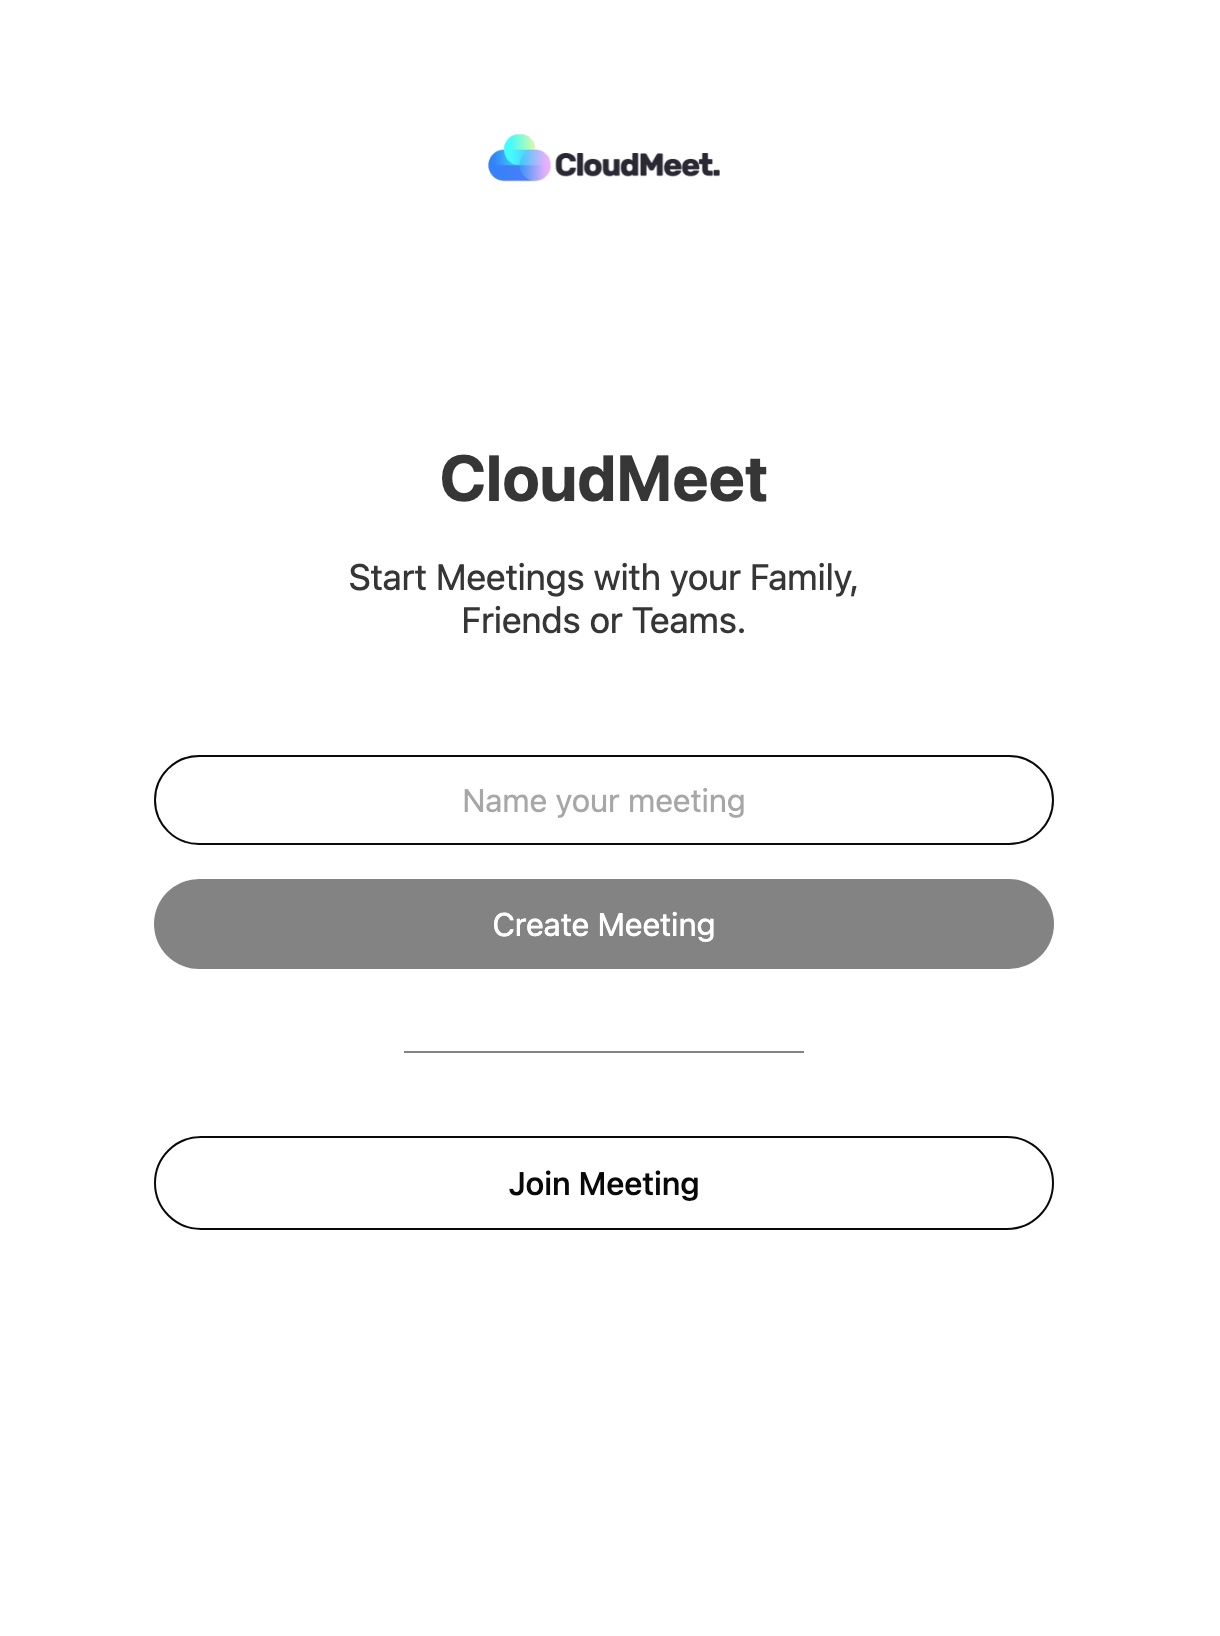 CloudMeet.
CloudMeet
Start Meetings with your Family,
Friends or Teams.
Name your meeting
Create Meeting
Join Meeting